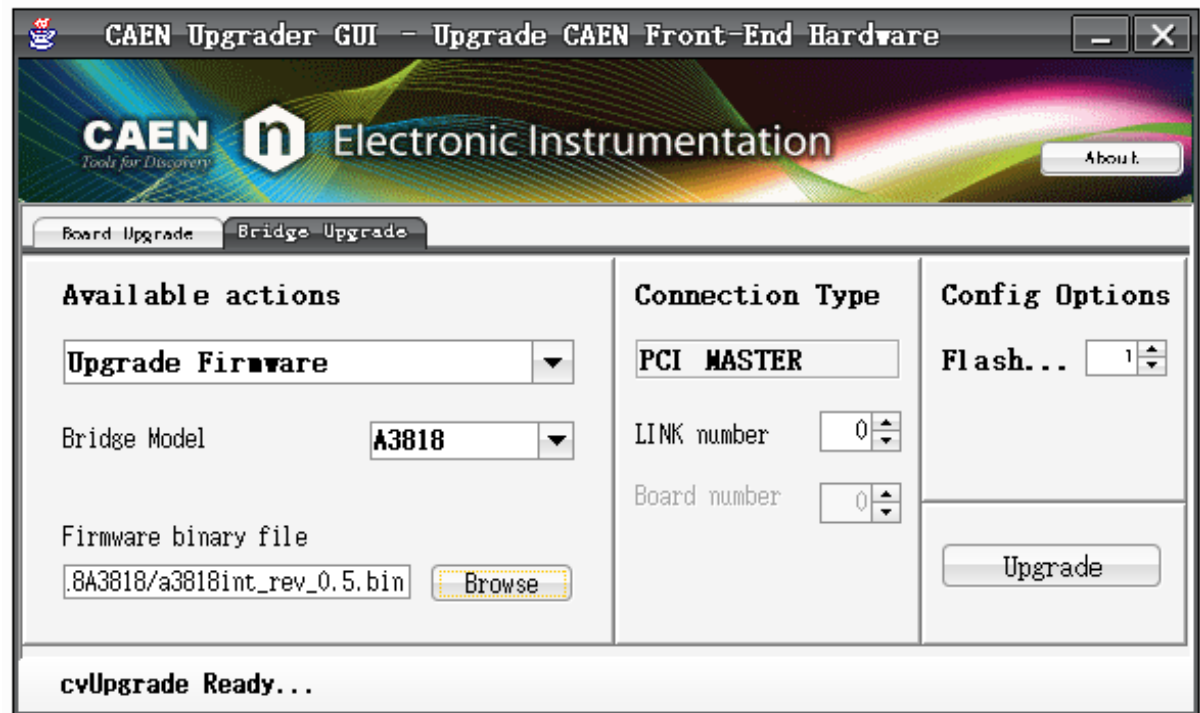 CAEN Upgrader GUI - Upgrade CAEN Front-End Hardware
CAEN n Electronic Instrumentation
Tools for Discovery
About
Board Upgrade Bridge Upgrade
Available actions
Upgrade Firmware
Bridge Model A3818
Firmware binary file
.8A3818/a3818int_rev_0.5.bin Browse
Connection Type
PCI MASTER
LINK number 0
Board number 0
Config Options
Flash... 1
Upgrade
cvUpgrade Ready...